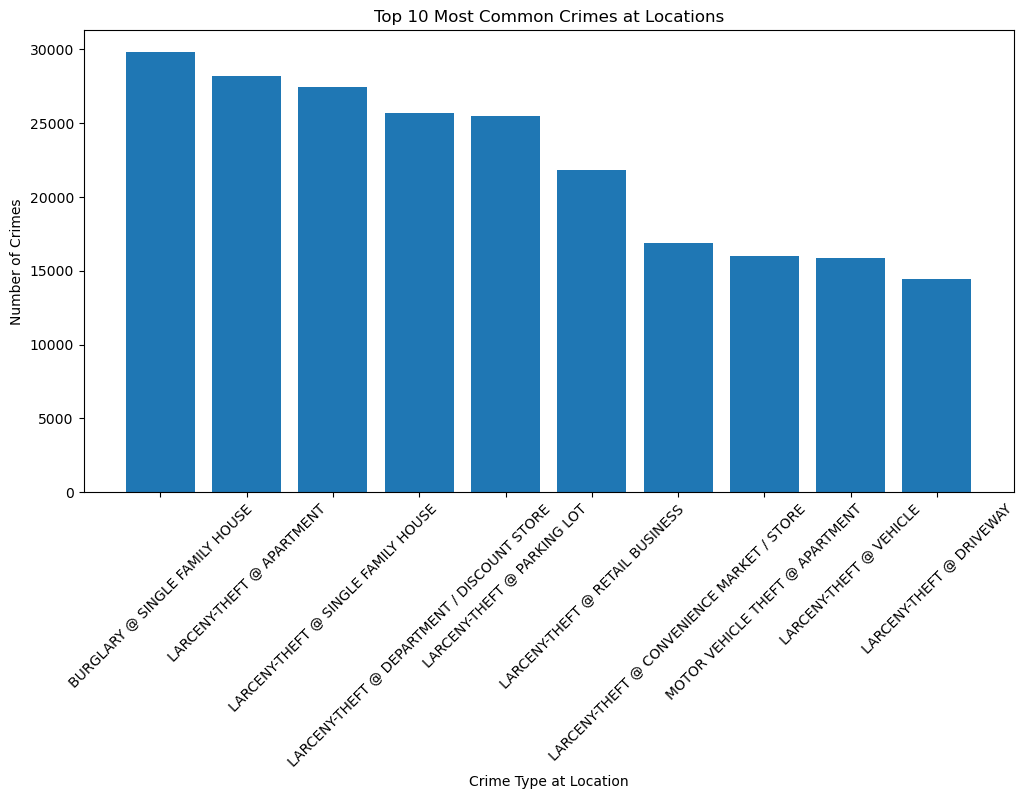 Top 10 Most Common Crimes at Locations
Number of Crimes
30000
25000
20000
15000
10000
5000
0
BURGLARY @ SINGLE FAMILY HOUSE
LARCENY-THEFT @ APARTMENT
LARCENY-THEFT @ SINGLE FAMILY HOUSE
LARCENY-THEFT @ DEPARTMENT / DISCOUNT STORE
LARCENY-THEFT @ PARKING LOT
LARCENY-THEFT @ RETAIL BUSINESS
LARCENY-THEFT @ CONVENIENCE MARKET / STORE
MOTOR VEHICLE THEFT @ APARTMENT
LARCENY-THEFT @ VEHICLE
LARCENY-THEFT @ DRIVEWAY
Crime Type at Location